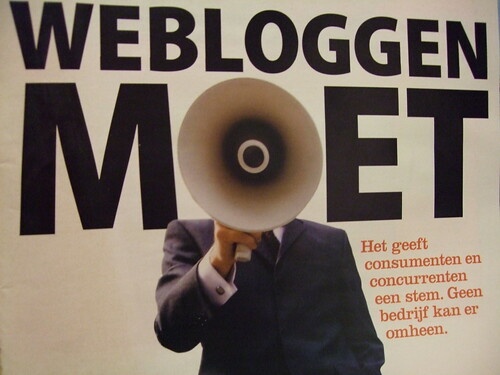 WEBLOGGEN
MOET
Het geeft
consumenten en
concurrenten
een stem. Geen
bedrijf kan er
omheen.